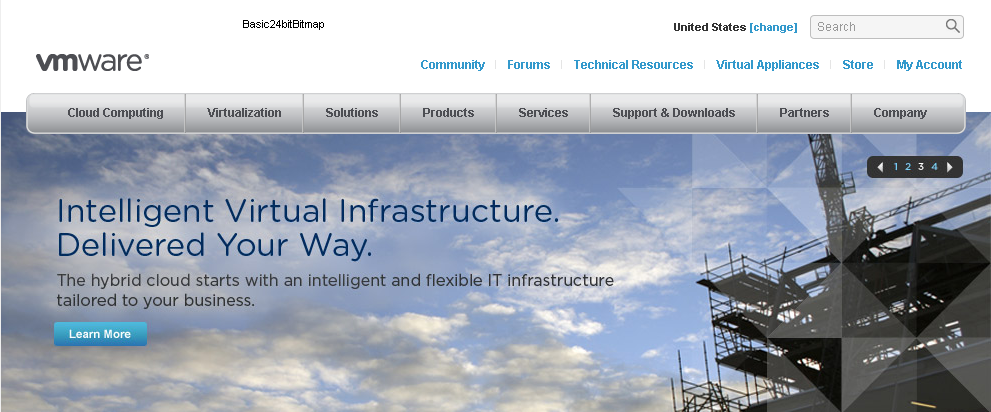 Basic24bitBitmap
United States [change]
Search
vmware®
Community
Forums
Technical Resources
Virtual Appliances
Store
My Account
Cloud Computing
Virtualization
Solutions
Products
Services
Support & Downloads
Partners
Company
1 2 3 4
Intelligent Virtual Infrastructure.
Delivered Your Way.
The hybrid cloud starts with an intelligent and flexible IT infrastructure
tailored to your business.
Learn More